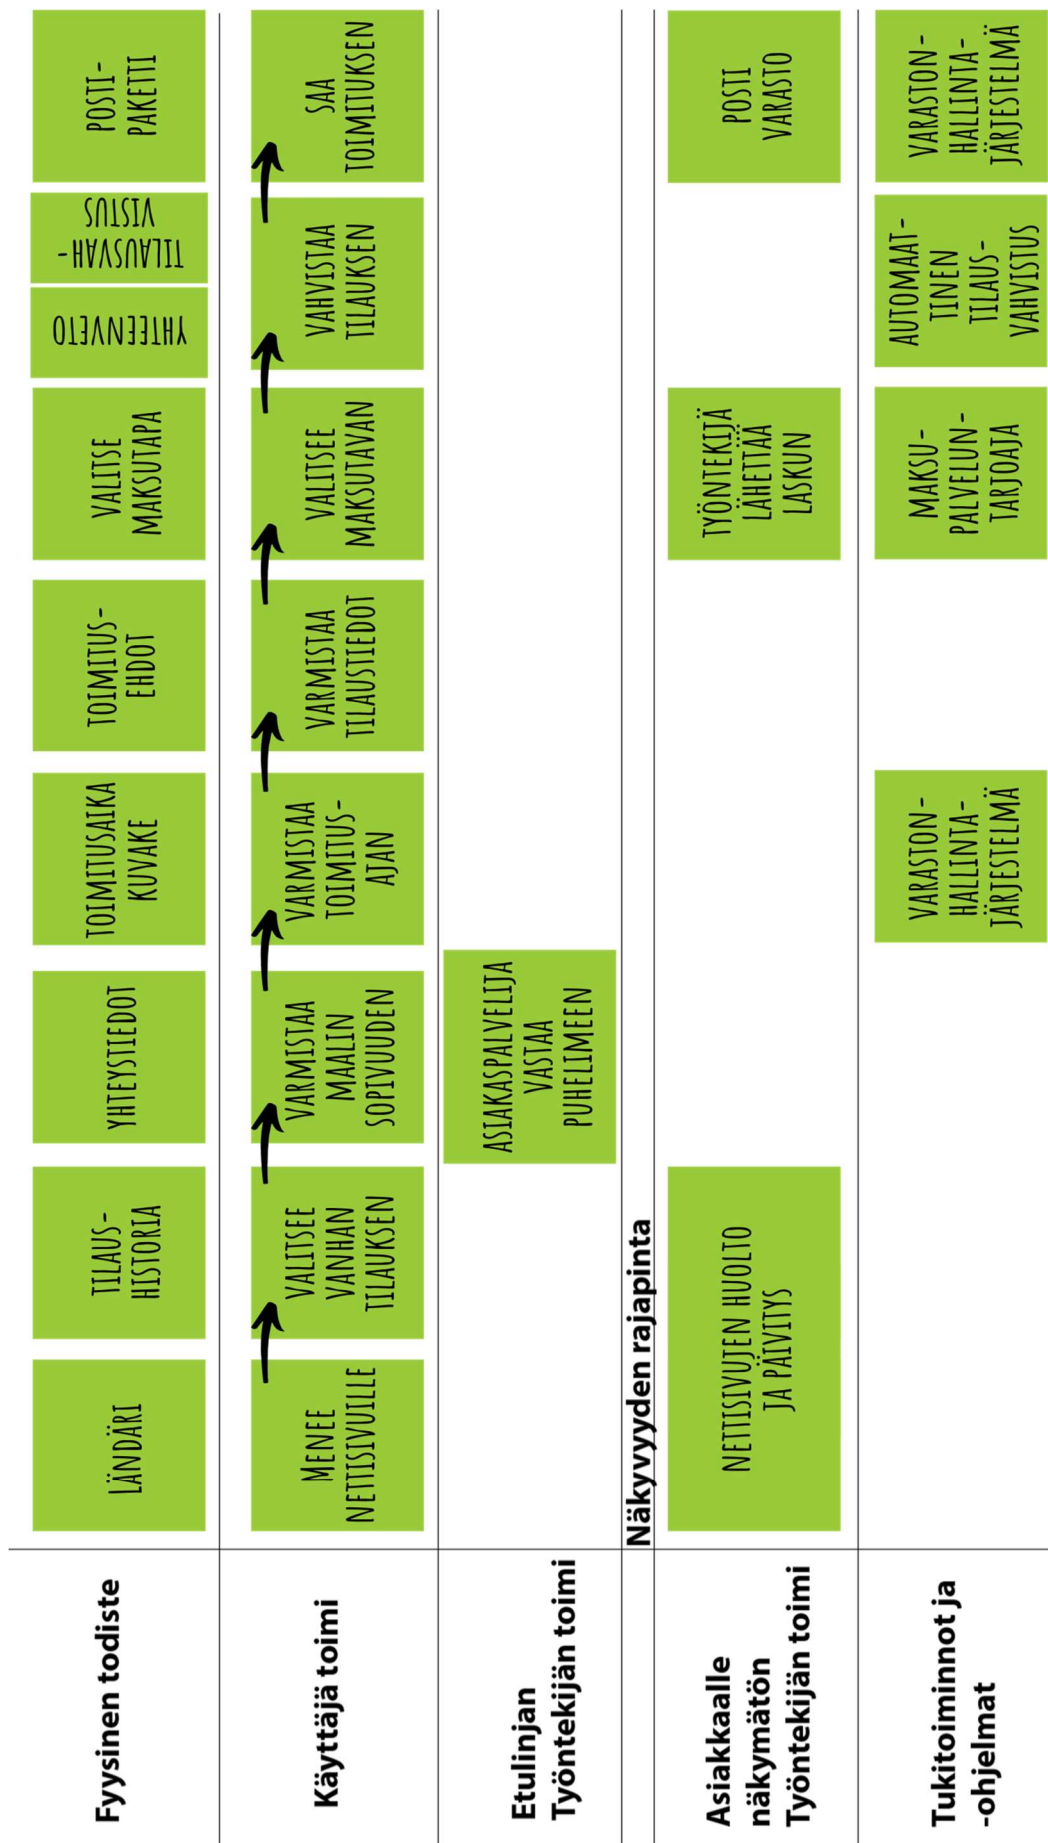 Fyysinen todiste
LÄNDÄRI
TILAUS-
HISTORIA
YHTEYSTIEDOT
TOIMITUSAIKA
KUVAKE
TOIMITUS-
EHDOT
VALITSE
MAKSUTAPA
YHTEENVETO
TILAUSVAH-
VISTUS
POSTI-
PAKETTI
Käyttäjä toimi
MENEE
NETTISIVUILLE
VALITSEE
VANHAN
TILAUKSEN
VARMISTAA
MAALIN
SOPIVUUDEN
VARMISTAA
TOIMITUS-
AJAN
VARMISTAA
TILAUSTIEDOT
VALITSEE
MAKSUTAVAN
VAHVISTAA
TILAUKSEN
SAA
TOIMITUKSEN
Etulinjan
Työntekijän toimi
ASIAKASPALVELIJA
VASTAA
PUHELIMEEN
Näkyvyyden rajapinta
Asiakkaalle
näkymätön
Työntekijän toimi
NETTISIVUJEN HUOLTO
JA PÄIVITYS
TYÖNTEKIJÄ
LÄHETTÄÄ
LASKUN
POSTI
VARASTO
Tukitoiminnot ja
-ohjelmat
VARASTON-
HALLINTA-
JÄRJESTELMÄ
MAKSU-
PALVELUN-
TARJOAJA
AUTOMAAT-
TINEN
TILAUS-
VAHVISTUS
VARASTON-
HALLINTA-
JÄRJESTELMÄ